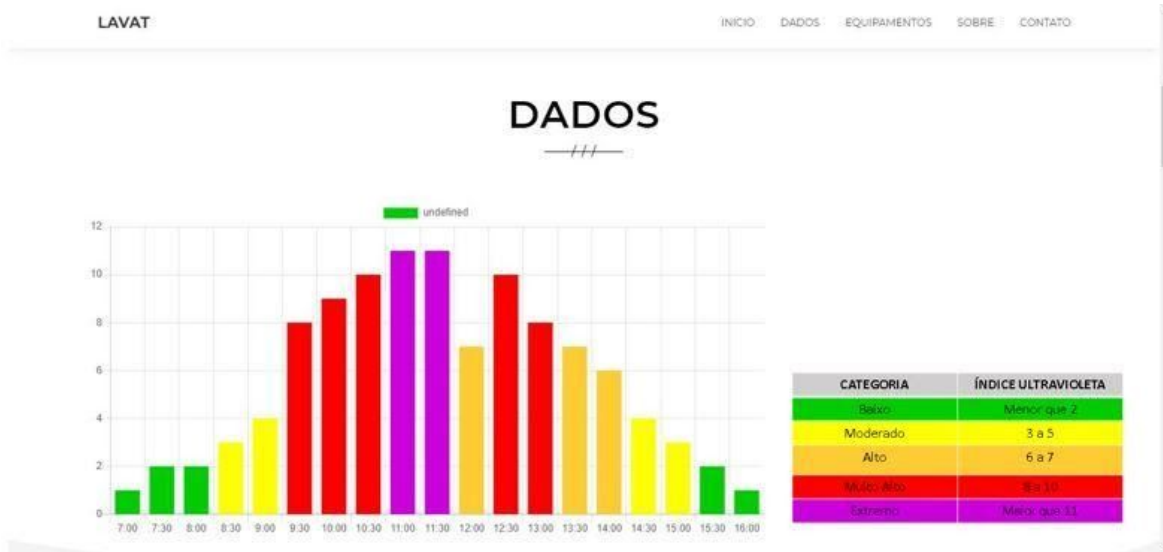 LAVAT
INICIO DADOS EQUIPAMENTOS SOBRE CONTATO
DADOS
undefined
12
10
8
6
4
2
0
7:00 7:30 8:00 8:30 9:00 9:30 10:00 10:30 11:00 11:30 12:00 12:30 13:00 13:30 14:00 14:30 15:00 15:30 16:00
CATEGORIA ÍNDICE ULTRAVIOLETA
Baixo Menor que 2
Moderado 3 a 5
Alto 6 a 7
Muito Alto 8 a 10
Extremo Maior que 11